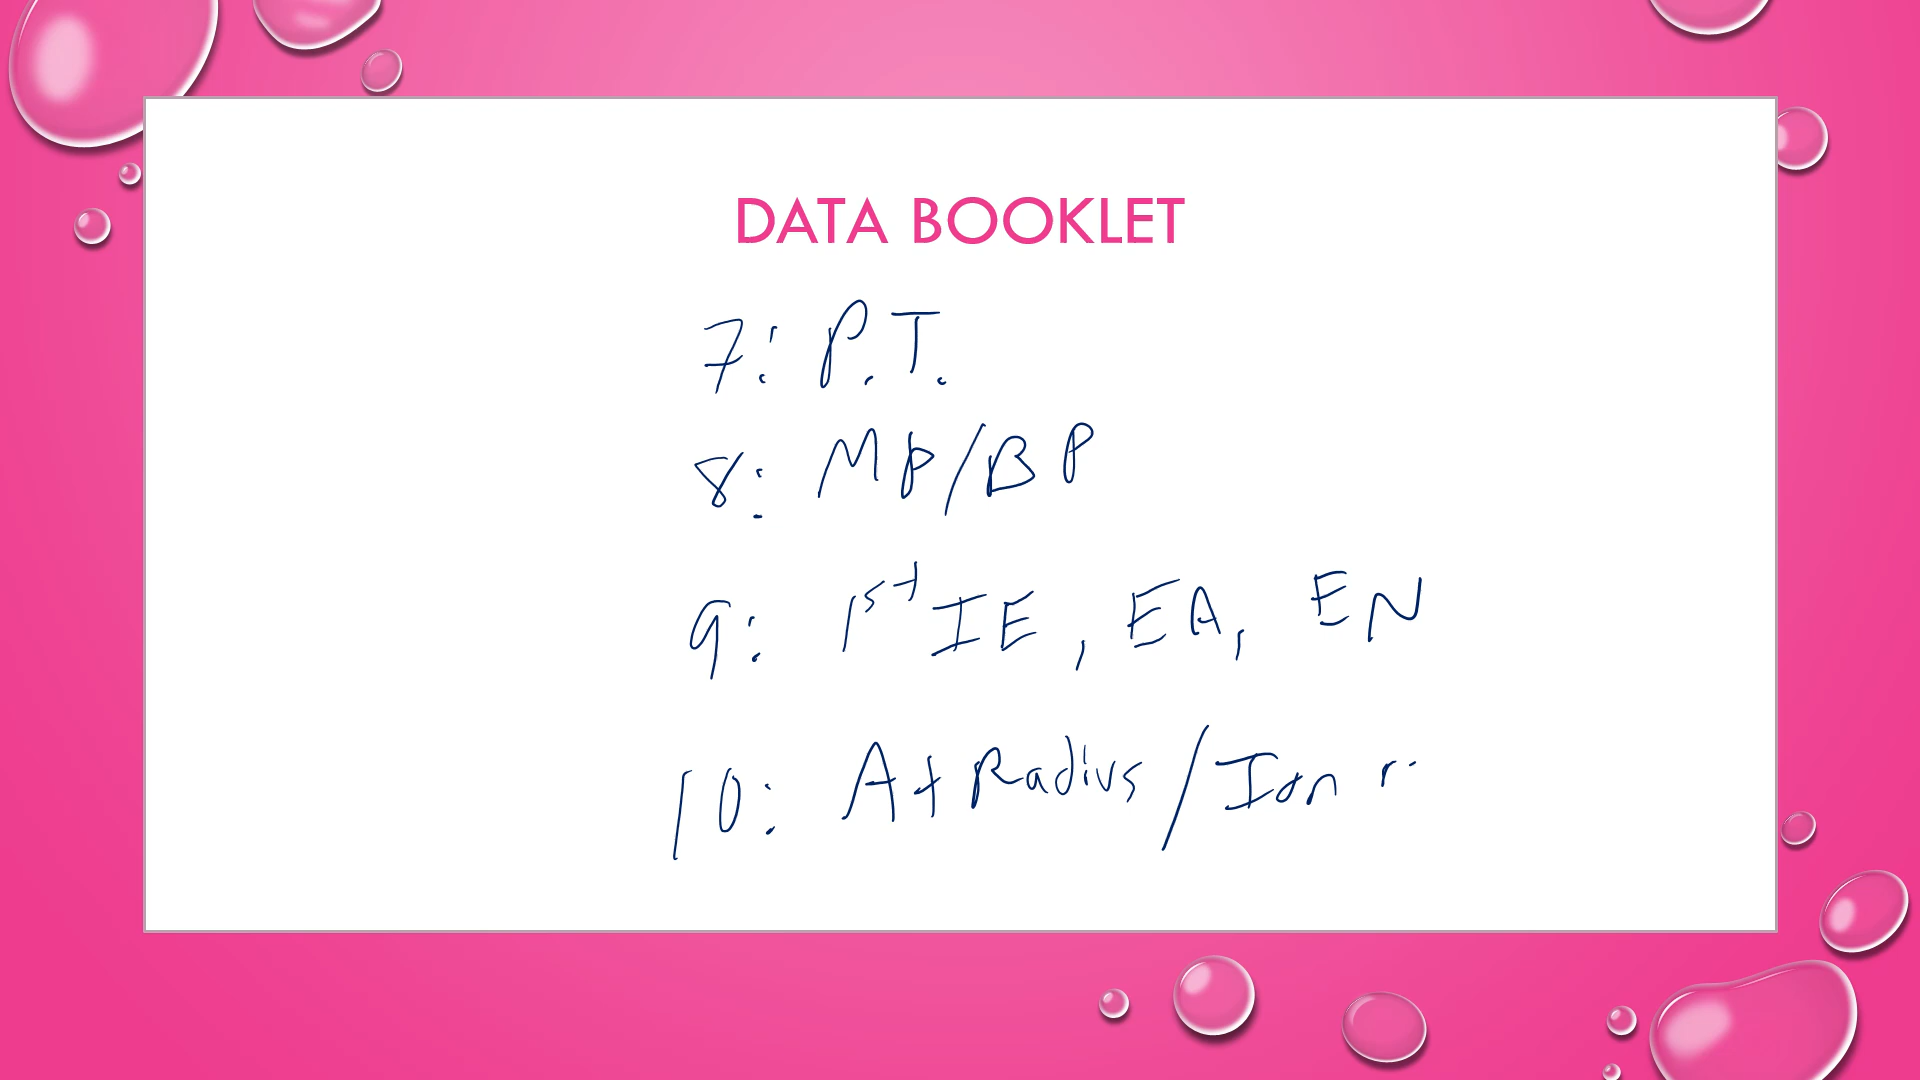 DATA BOOKLET
7: P.T.
8: MP/BP
9: 1st IE, EA, EN
10: At Radius/Ion r.